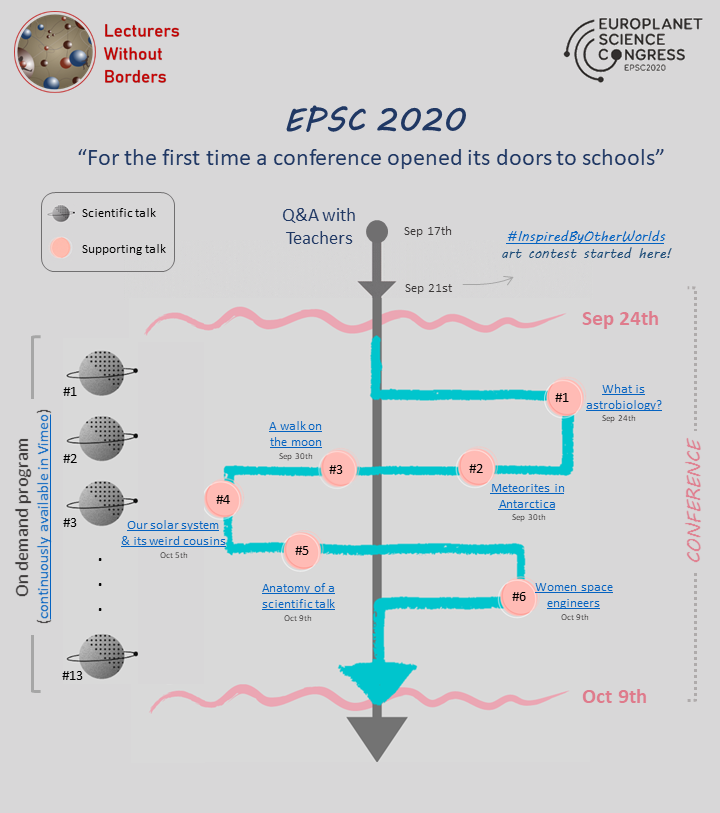 Lecturers
Without
Borders
EUROPLANET
SCIENCE
CONGRESS
EPSC2020
EPSC 2020
“For the first time a conference opened its doors to schools”
Scientific talk
Supporting talk
Q&A with
Teachers
Sep 17th
#InspiredByOtherWorlds
art contest started here!
Sep 21st
Sep 24th
#1
#2
#3
.
.
.
#13
On demand program
(continuously available in Vimeo)
#1
What is
astrobiology?
Sep 24th
#2
Meteorites in
Antarctica
Sep 30th
A walk on
the moon
Sep 30th
#3
#4
Our solar system
& its weird cousins
Oct 5th
#5
Anatomy of a
scientific talk
Oct 9th
#6
Women space
engineers
Oct 9th
CONFERENCE
Oct 9th